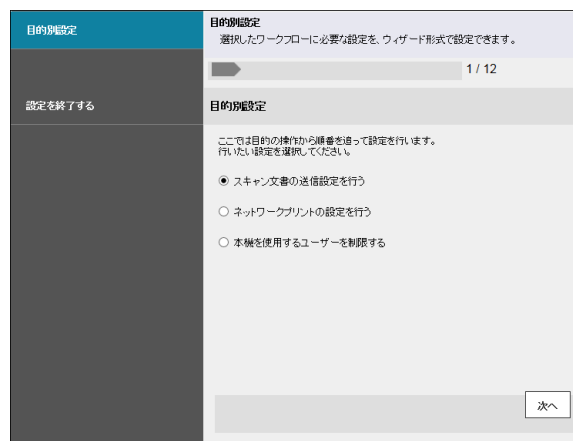 目的別設定
設定を終了する
目的別設定
選択したワークフローに必要な設定を、ウィザード形式で設定できます。
1 / 12
目的別設定
ここでは目的の操作から順番を追って設定を行います。
行いたい設定を選択してください。
スキャン文書の送信設定を行う
ネットワークプリントの設定を行う
本機を使用するユーザーを制限する
次へ